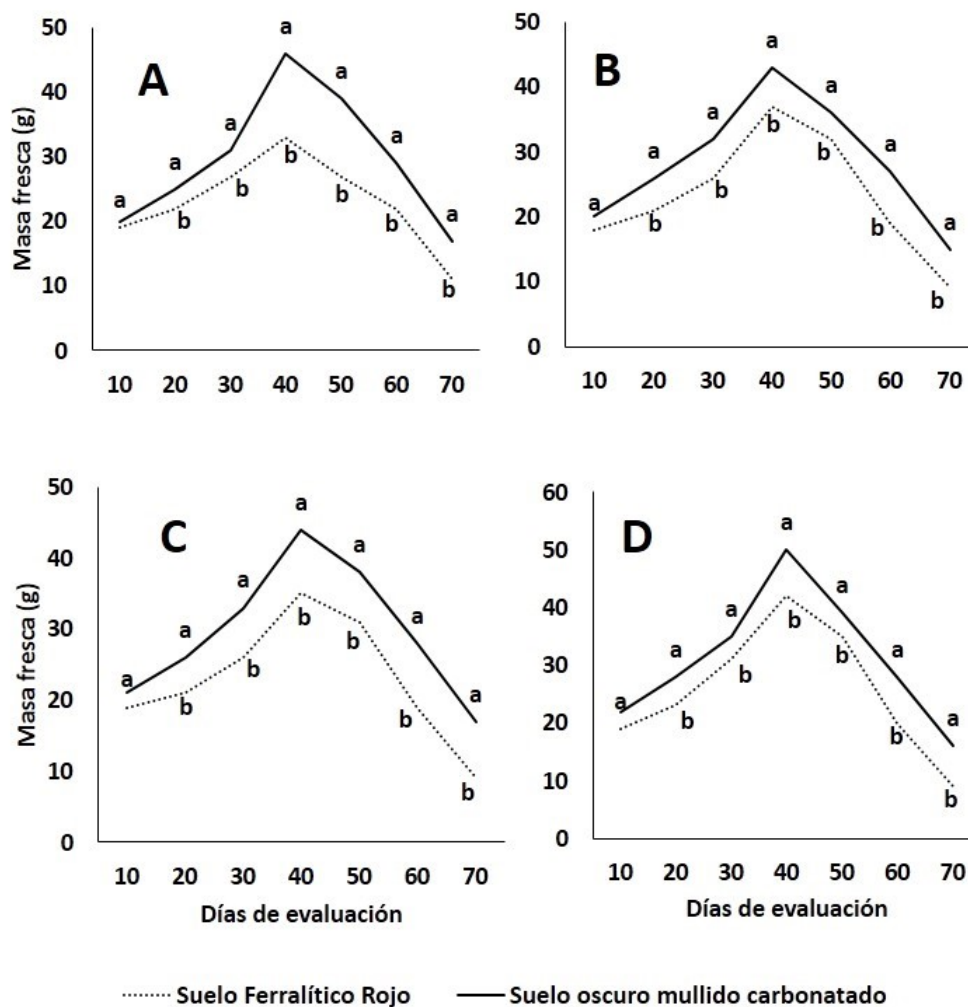 A
Masa fresca (g)
50
40
30
20
10
0
a a a a a a a
b b b b b b
10 20 30 40 50 60 70
B
50
40
30
20
10
0
a a a a a a a
b b b b b b
10 20 30 40 50 60 70
C
Masa fresca (g)
50
40
30
20
10
0
a a a a a a a
b b b b b b
10 20 30 40 50 60 70
Días de evaluación
D
60
50
40
30
20
10
0
a a a a a a a
b b b b b b
10 20 30 40 50 60 70
Días de evaluación
Suelo Ferralítico Rojo
Suelo oscuro mullido carbonatado